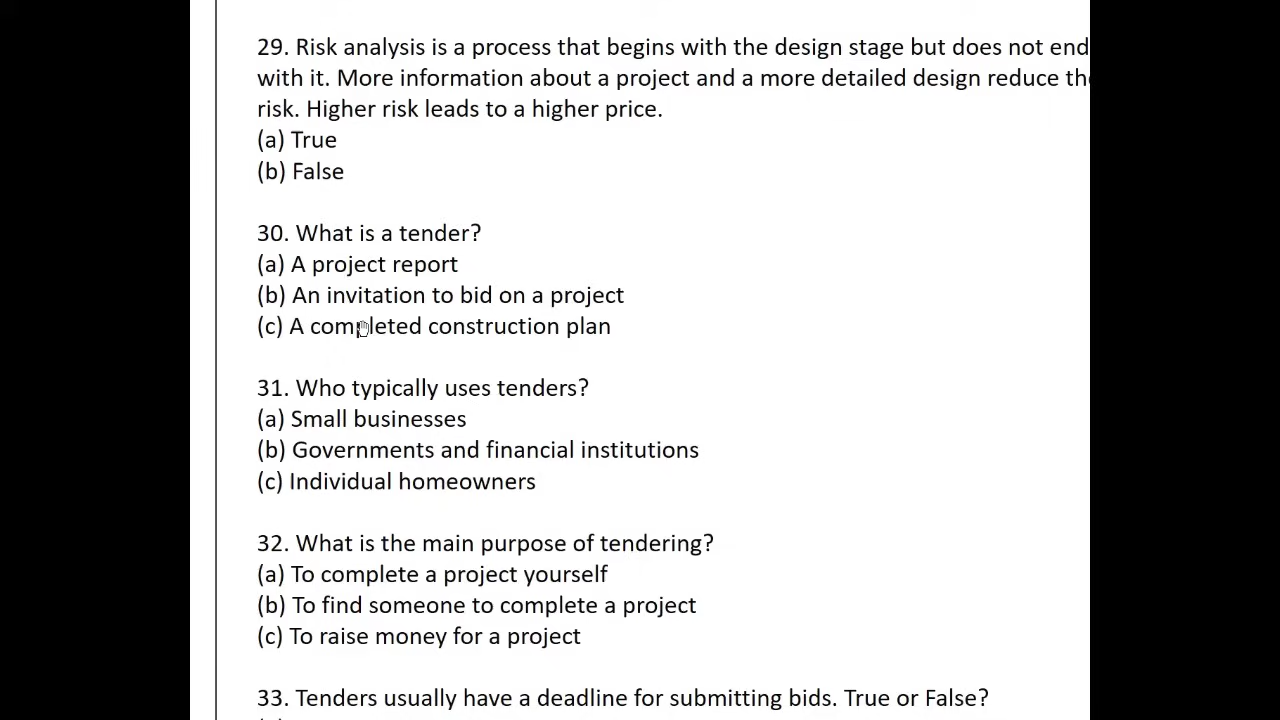 29. Risk analysis is a process that begins with the design stage but does not end
with it. More information about a project and a more detailed design reduce the
risk. Higher risk leads to a higher price.
(a) True
(b) False
30. What is a tender?
(a) A project report
(b) An invitation to bid on a project
(c) A completed construction plan
31. Who typically uses tenders?
(a) Small businesses
(b) Governments and financial institutions
(c) Individual homeowners
32. What is the main purpose of tendering?
(a) To complete a project yourself
(b) To find someone to complete a project
(c) To raise money for a project
33. Tenders usually have a deadline for submitting bids. True or False?